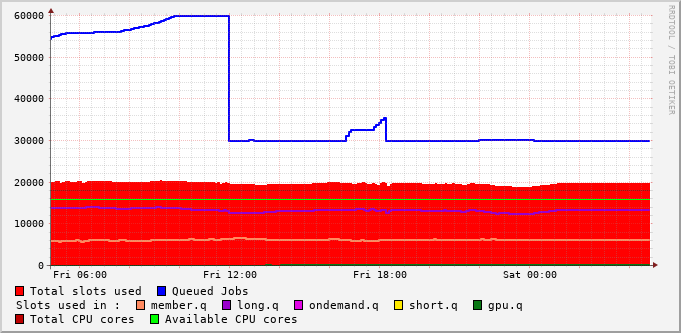 60000
50000
40000
30000
20000
10000
0
Fri 06:00 Fri 12:00 Fri 18:00 Sat 00:00
RRDTOOL / TOBI OETIKER
Total slots used Queued Jobs
Slots used in : member.q long.q ondemand.q short.q gpu.q
Total CPU cores Available CPU cores